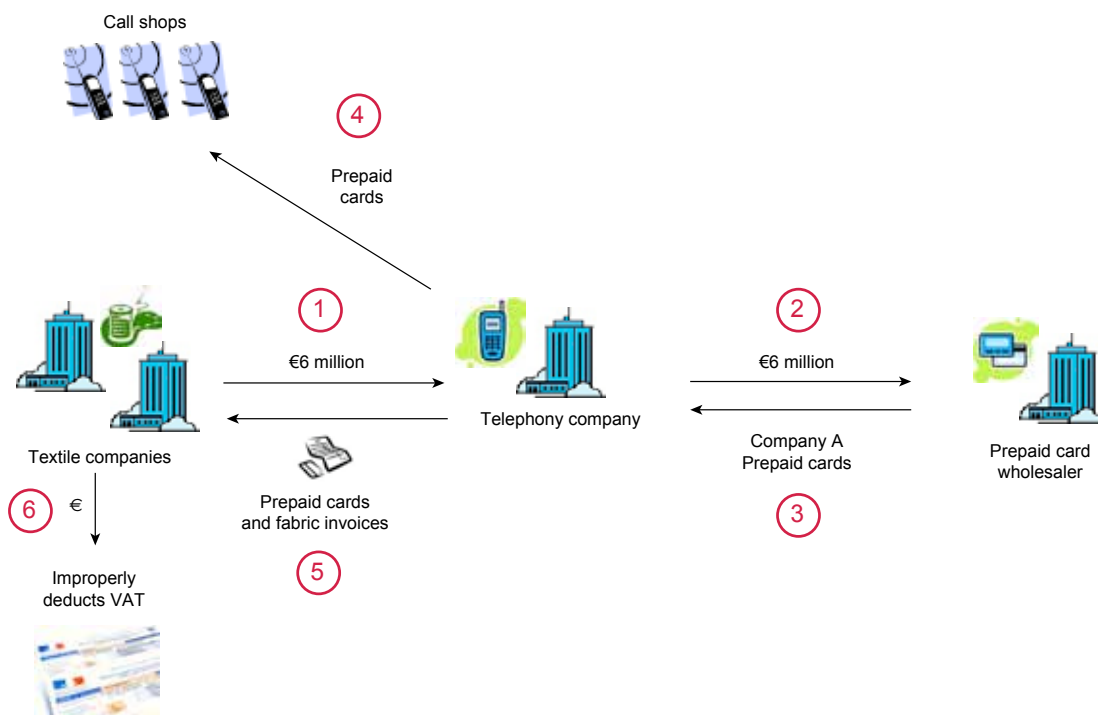 Call shops
4
Prepaid
cards
1
€6 million
2
€6 million
Telephony company
Textile companies
Prepaid cards
and fabric invoices
5
Company A
Prepaid cards
3
Prepaid card
wholesaler
6
€
Improperly
deducts VAT